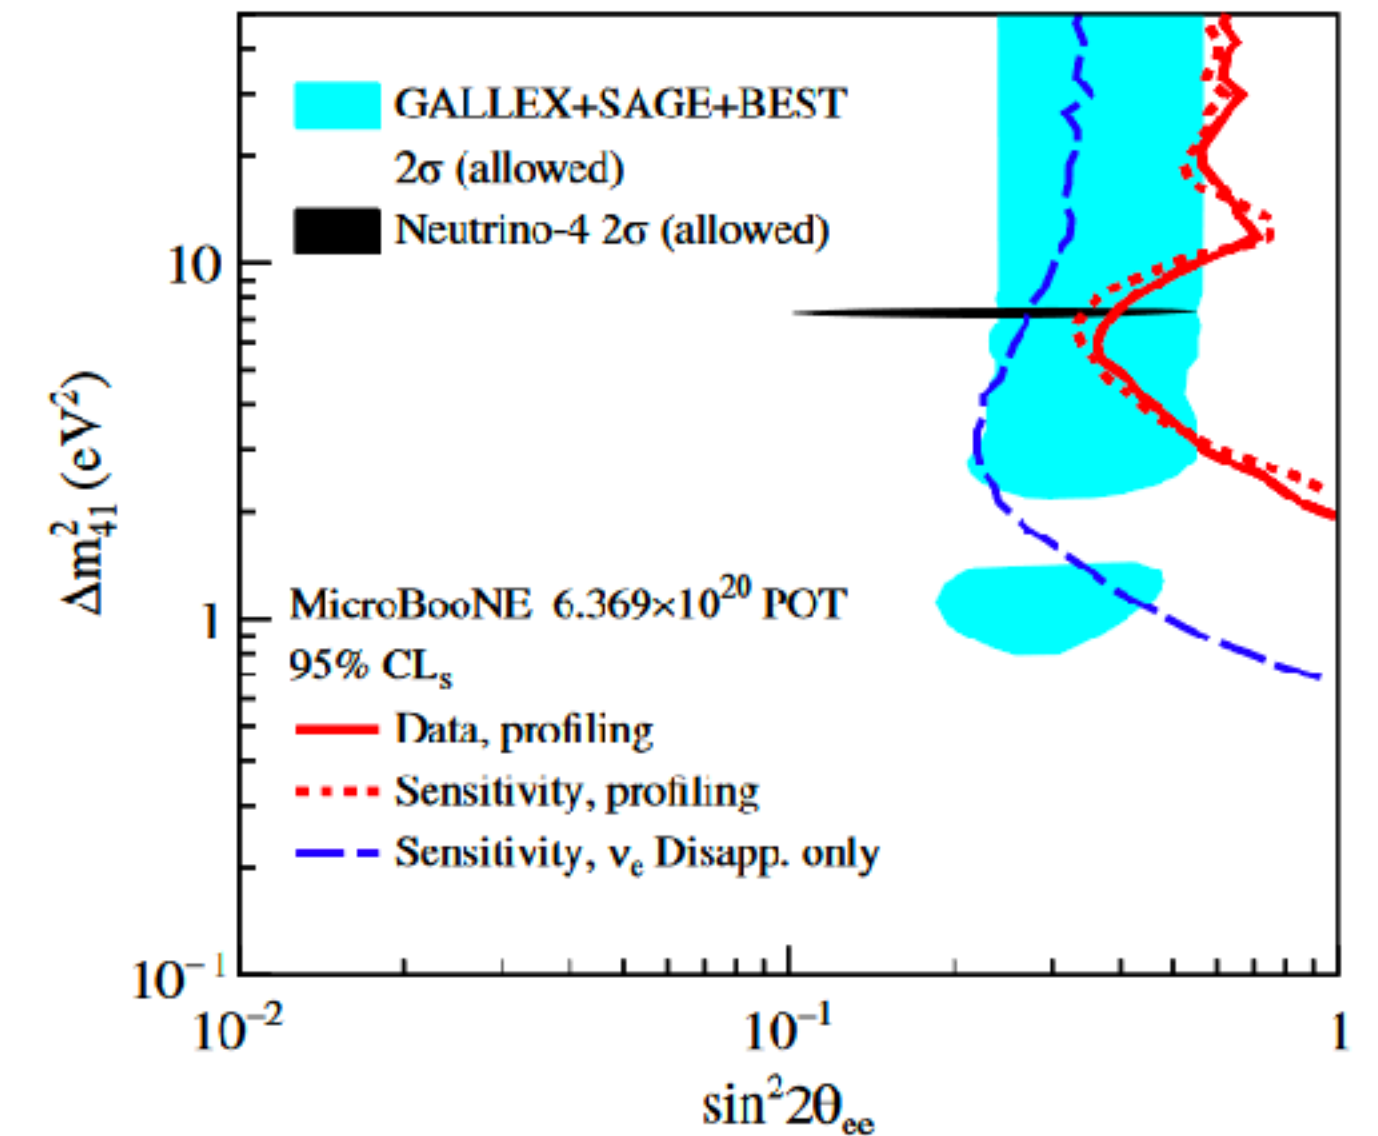 GALLEX+SAGE+BEST
2σ (allowed)
Neutrino-4 2σ (allowed)
10
Δm²₄₁ (eV²)
MicroBooNE 6.369×10²⁰ POT
1
95% CLₛ
Data, profiling
Sensitivity, profiling
Sensitivity, νₑ Disapp. only
10⁻¹
10⁻² 10⁻¹ 1
sin²2θₑₑ